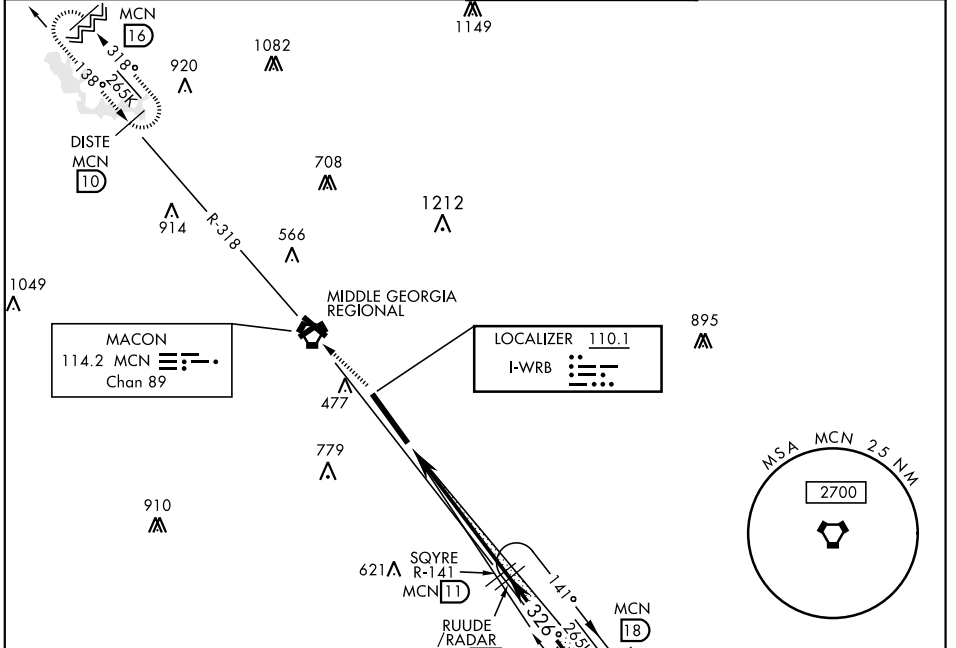 MCN
16
1149
1082
920
318°
138°
265K
DISTE
MCN
10
708
914
R-318
1212
566
1049
MIDDLE GEORGIA
REGIONAL
MACON
114.2 MCN
Chan 89
LOCALIZER 110.1
I-WRB
895
477
779
MSA MCN 25 NM
2700
910
621
SQYRE
R-141
MCN 11
141°
MCN
18
RUUDE
/RADAR
326°